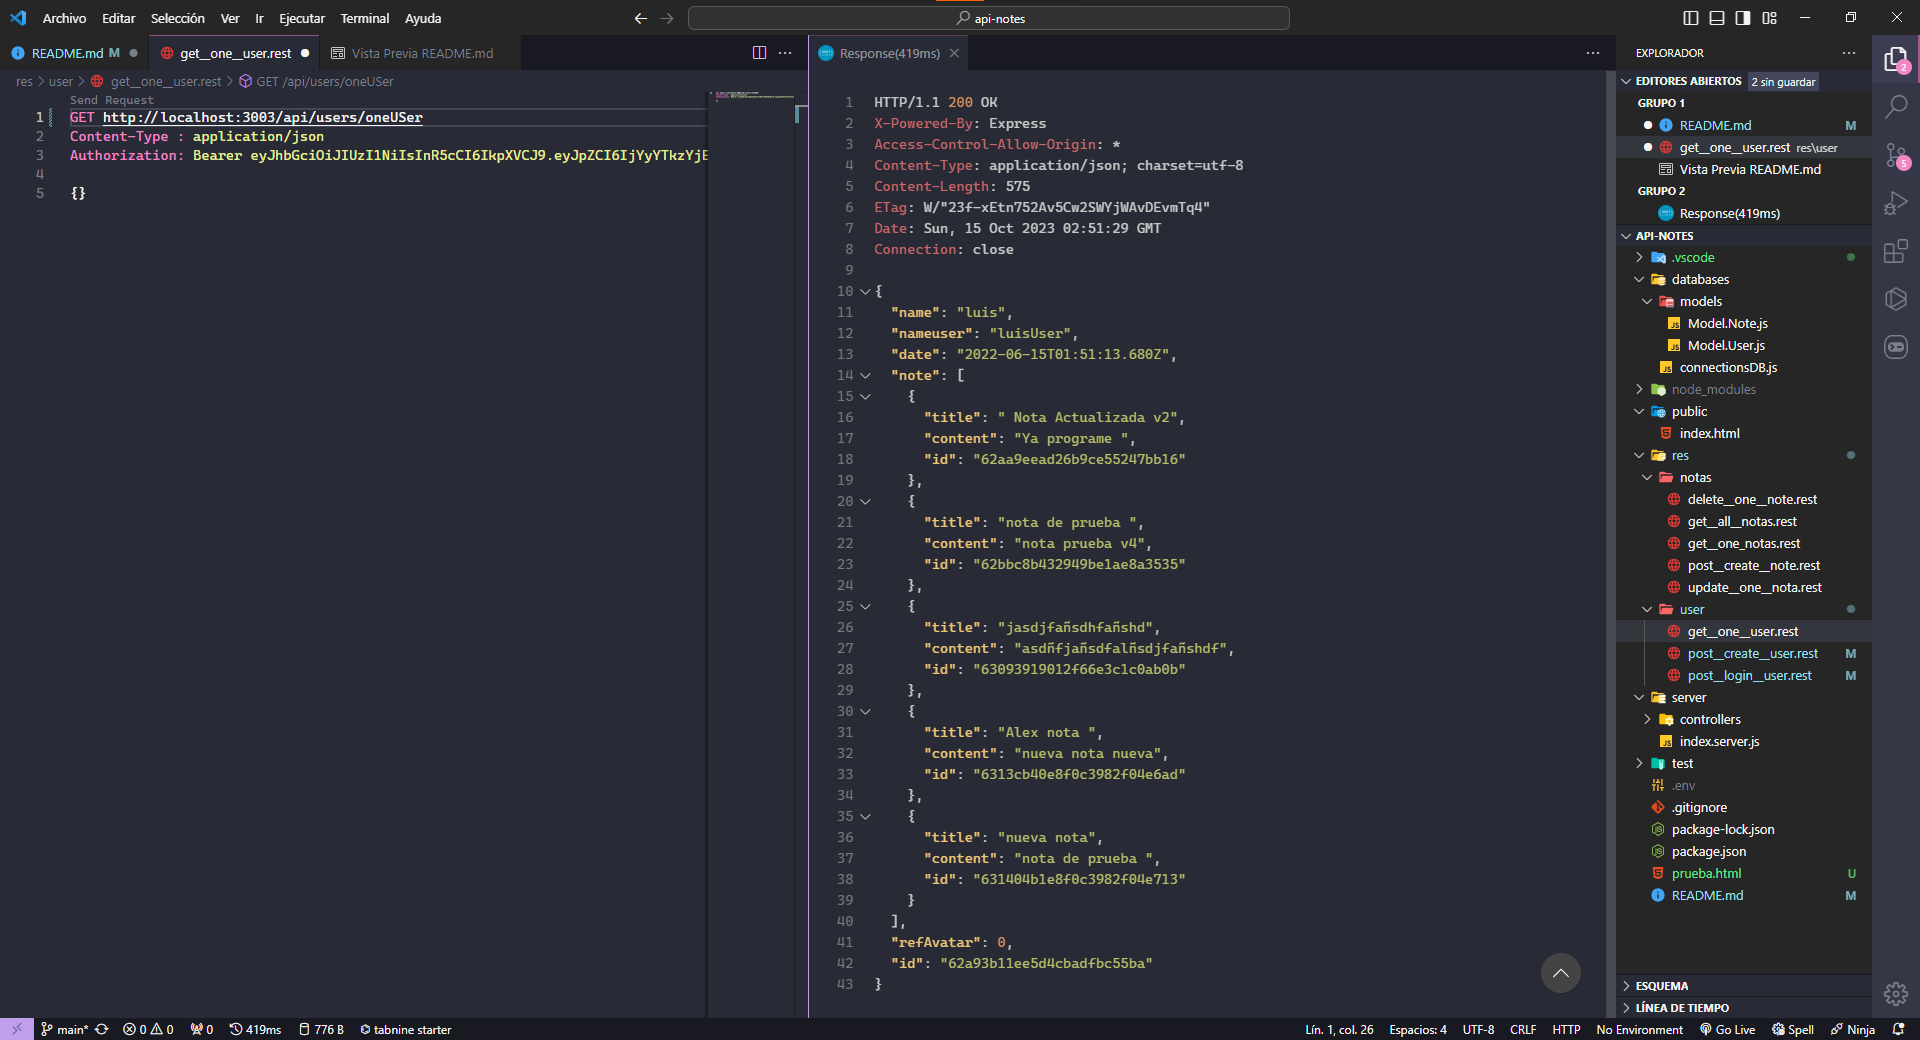 Archivo Editar Selección Ver Ir Ejecutar Terminal Ayuda
api-notes
README.md M
get__one__user.rest
Vista Previa README.md
res > user > get__one__user.rest > GET /api/users/oneUSer
Send Request
1 GET http://localhost:3003/api/users/oneUSer
2 Content-Type : application/json
3 Authorization: Bearer eyJhbGciOiJIUzI1NiIsInR5cCI6IkpXVCJ9.eyJpZCI6IjYyYTkzYjE
4
5 {}
Response(419ms)
1 HTTP/1.1 200 OK
2 X-Powered-By: Express
3 Access-Control-Allow-Origin: *
4 Content-Type: application/json; charset=utf-8
5 Content-Length: 575
6 ETag: W/"23f-xEtn752Av5Cw2SWYjWAvDEvmTq4"
7 Date: Sun, 15 Oct 2023 02:51:29 GMT
8 Connection: close
9
10 {
11 "name": "luis",
12 "nameuser": "luisUser",
13 "date": "2022-06-15T01:51:13.680Z",
14 "note": [
15 {
16 "title": " Nota Actualizada v2",
17 "content": "Ya programe ",
18 "id": "62aa9eead26b9ce55247bb16"
19 },
20 {
21 "title": "nota de prueba ",
22 "content": "nota prueba v4",
23 "id": "62bbc8b432949be1ae8a3535"
24 },
25 {
26 "title": "jasdjfañsdhfañshd",
27 "content": "asdñfjañsdfalñsdjfañshdf",
28 "id": "63093919012f66e3c1c0ab0b"
29 },
30 {
31 "title": "Alex nota ",
32 "content": "nueva nota nueva",
33 "id": "6313cb40e8f0c3982f04e6ad"
34 },
35 {
36 "title": "nueva nota",
37 "content": "nota de prueba ",
38 "id": "631404b1e8f0c3982f04e713"
39 }
40 ],
41 "refAvatar": 0,
42 "id": "62a93b11ee5d4cbadfbc55ba"
43 }
EXPLORADOR
EDITORES ABIERTOS 2 sin guardar
GRUPO 1
README.md M
get__one__user.rest res\user
Vista Previa README.md
GRUPO 2
Response(419ms)
API-NOTES
.vscode
databases
models
Model.Note.js
Model.User.js
connectionsDB.js
node_modules
public
index.html
res
notas
delete__one__note.rest
get__all__notas.rest
get__one_notas.rest
post__create__note.rest
update__one__nota.rest
user
get__one__user.rest
post__create__user.rest M
post__login__user.rest M
server
controllers
index.server.js
test
.env
.gitignore
package-lock.json
package.json
prueba.html U
README.md M
ESQUEMA
LÍNEA DE TIEMPO
2
5
main* 0 0 0 419ms 776 B tabnine starter
Lín. 1, col. 26 Espacios: 4 UTF-8 CRLF HTTP No Environment Go Live Spell Ninja